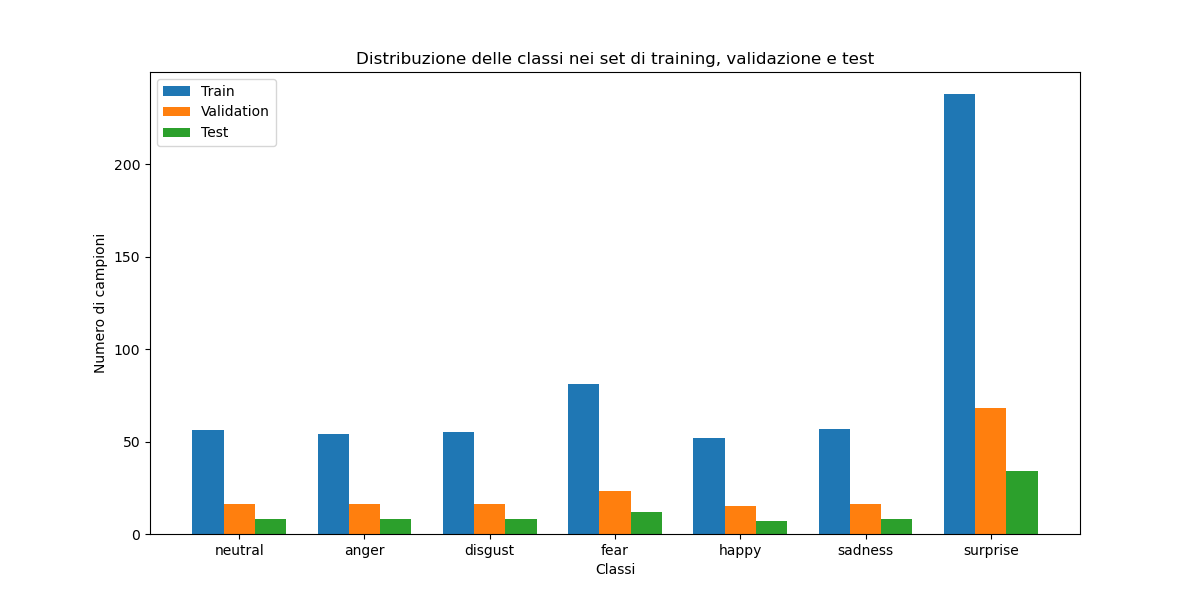 Distribuzione delle classi nei set di training, validazione e test
Train
Validation
Test
Numero di campioni
200
150
100
50
0
neutral anger disgust fear happy sadness surprise
Classi